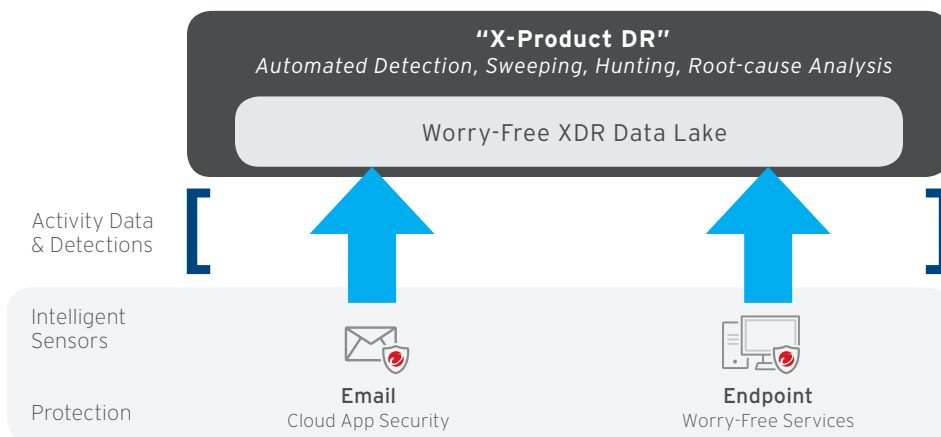 “X-Product DR”
Automated Detection, Sweeping, Hunting, Root-cause Analysis
Worry-Free XDR Data Lake
Activity Data
& Detections
Intelligent
Sensors
Protection
Email
Cloud App Security
Endpoint
Worry-Free Services